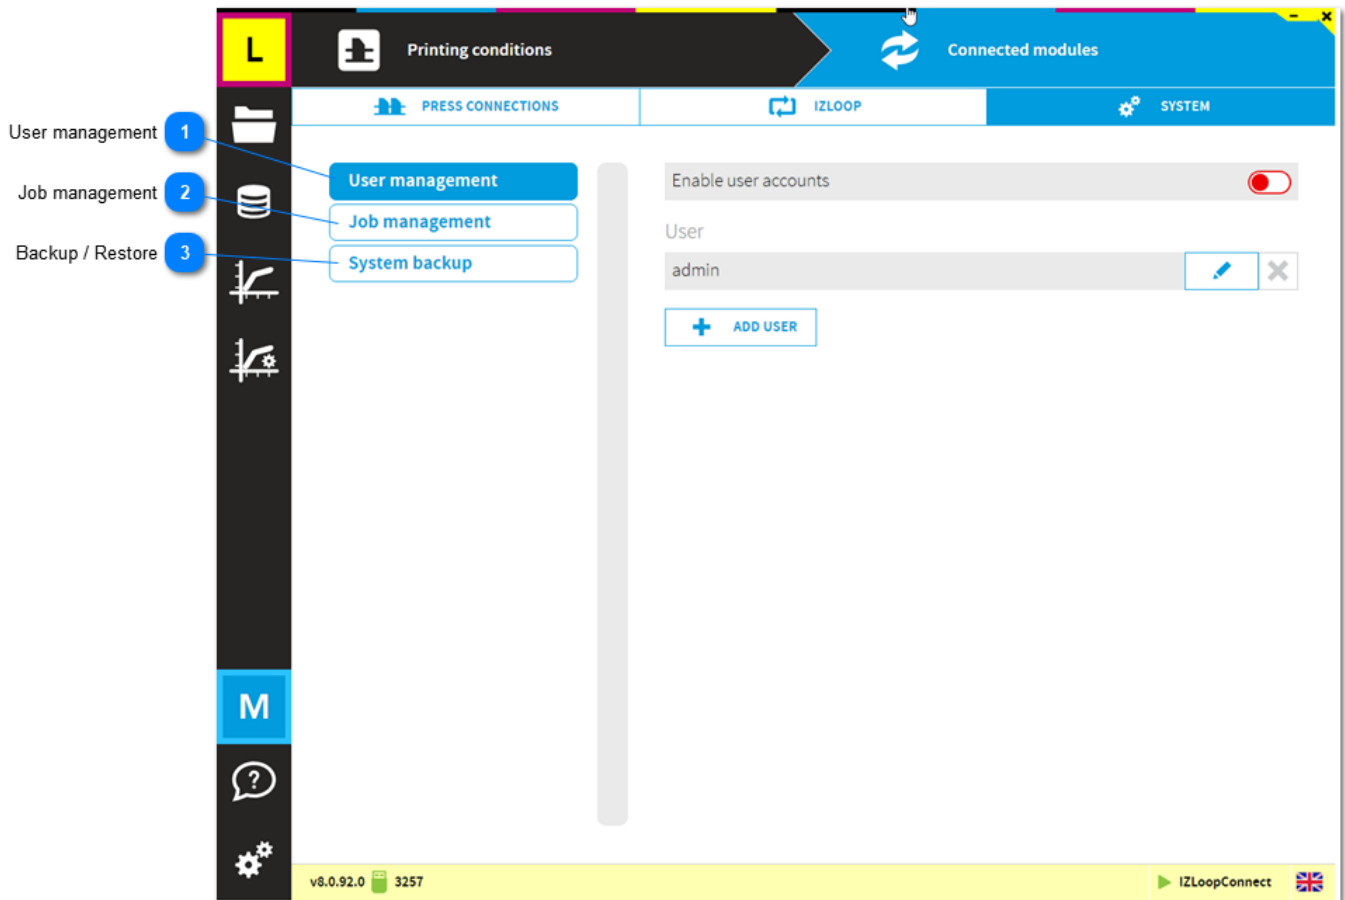 L
Printing conditions
Connected modules
PRESS CONNECTIONS
IZLOOP
SYSTEM
User management 1
Job management 2
Backup / Restore 3
User management
Job management
System backup
Enable user accounts
User
admin
ADD USER
M
?
v8.0.92.0 3257
IZLoopConnect